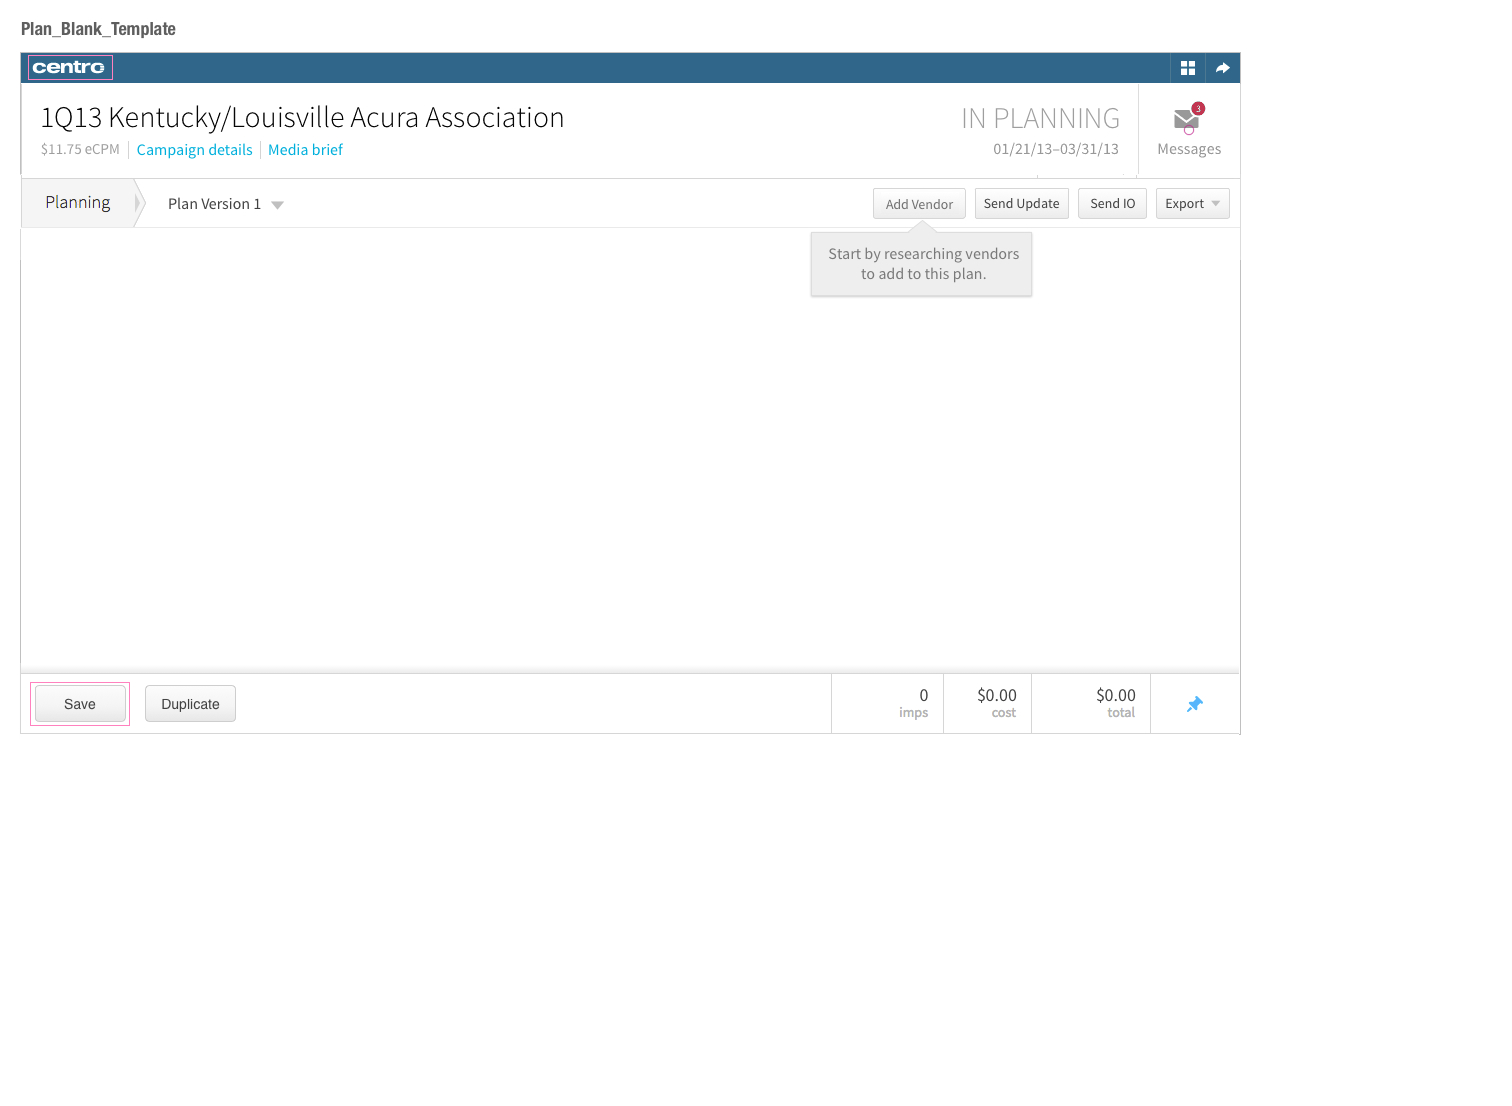 Plan_Blank_Template
centro
1Q13 Kentucky/Louisville Acura Association
IN PLANNING
3
$11.75 eCPM
Campaign details
Media brief
01/21/13–03/31/13
Messages
Planning
Plan Version 1
Add Vendor
Send Update
Send IO
Export
Start by researching vendors
to add to this plan.
Save
Duplicate
0
imps
$0.00
cost
$0.00
total